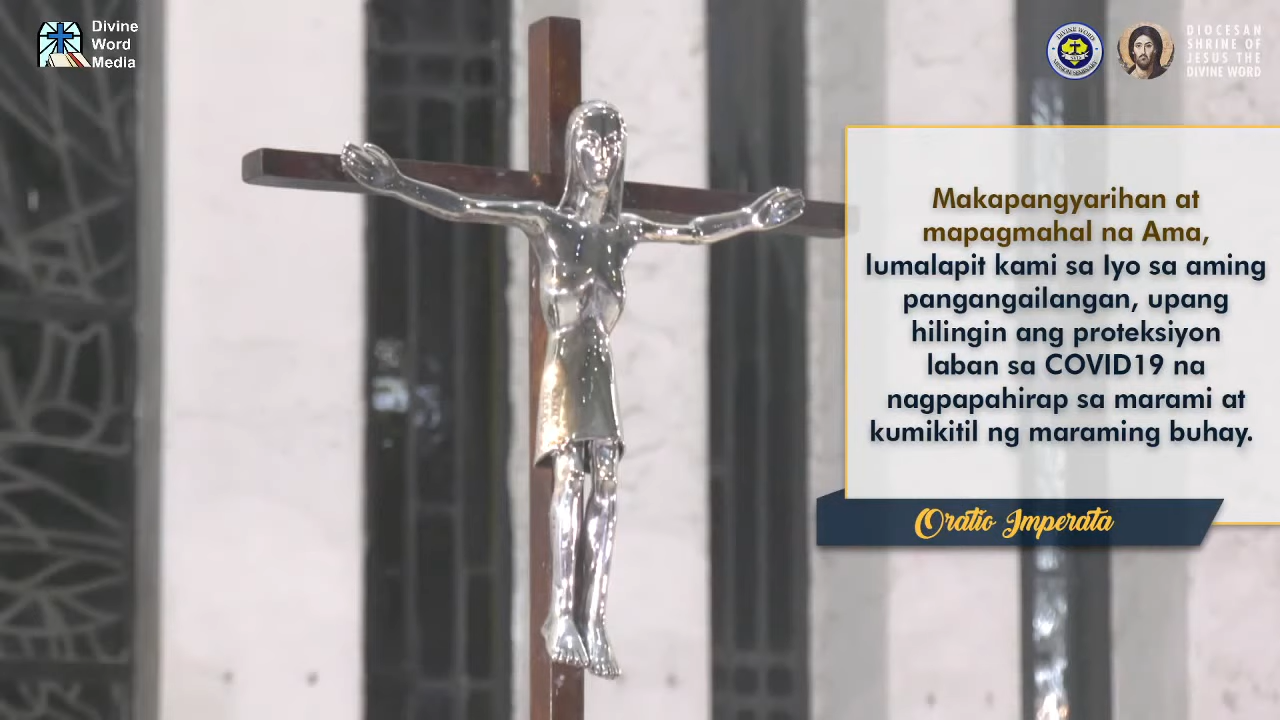 Divine
Word
Media
DIOCESAN
SHRINE OF
JESUS THE
DIVINE WORD
Makapangyarihan at
mapagmahal na Ama,
lumalapit kami sa Iyo sa aming
pangangailangan, upang
hilingin ang proteksiyon
laban sa COVID19 na
nagpapahirap sa marami at
kumikitil ng maraming buhay.
Oratio Imperata